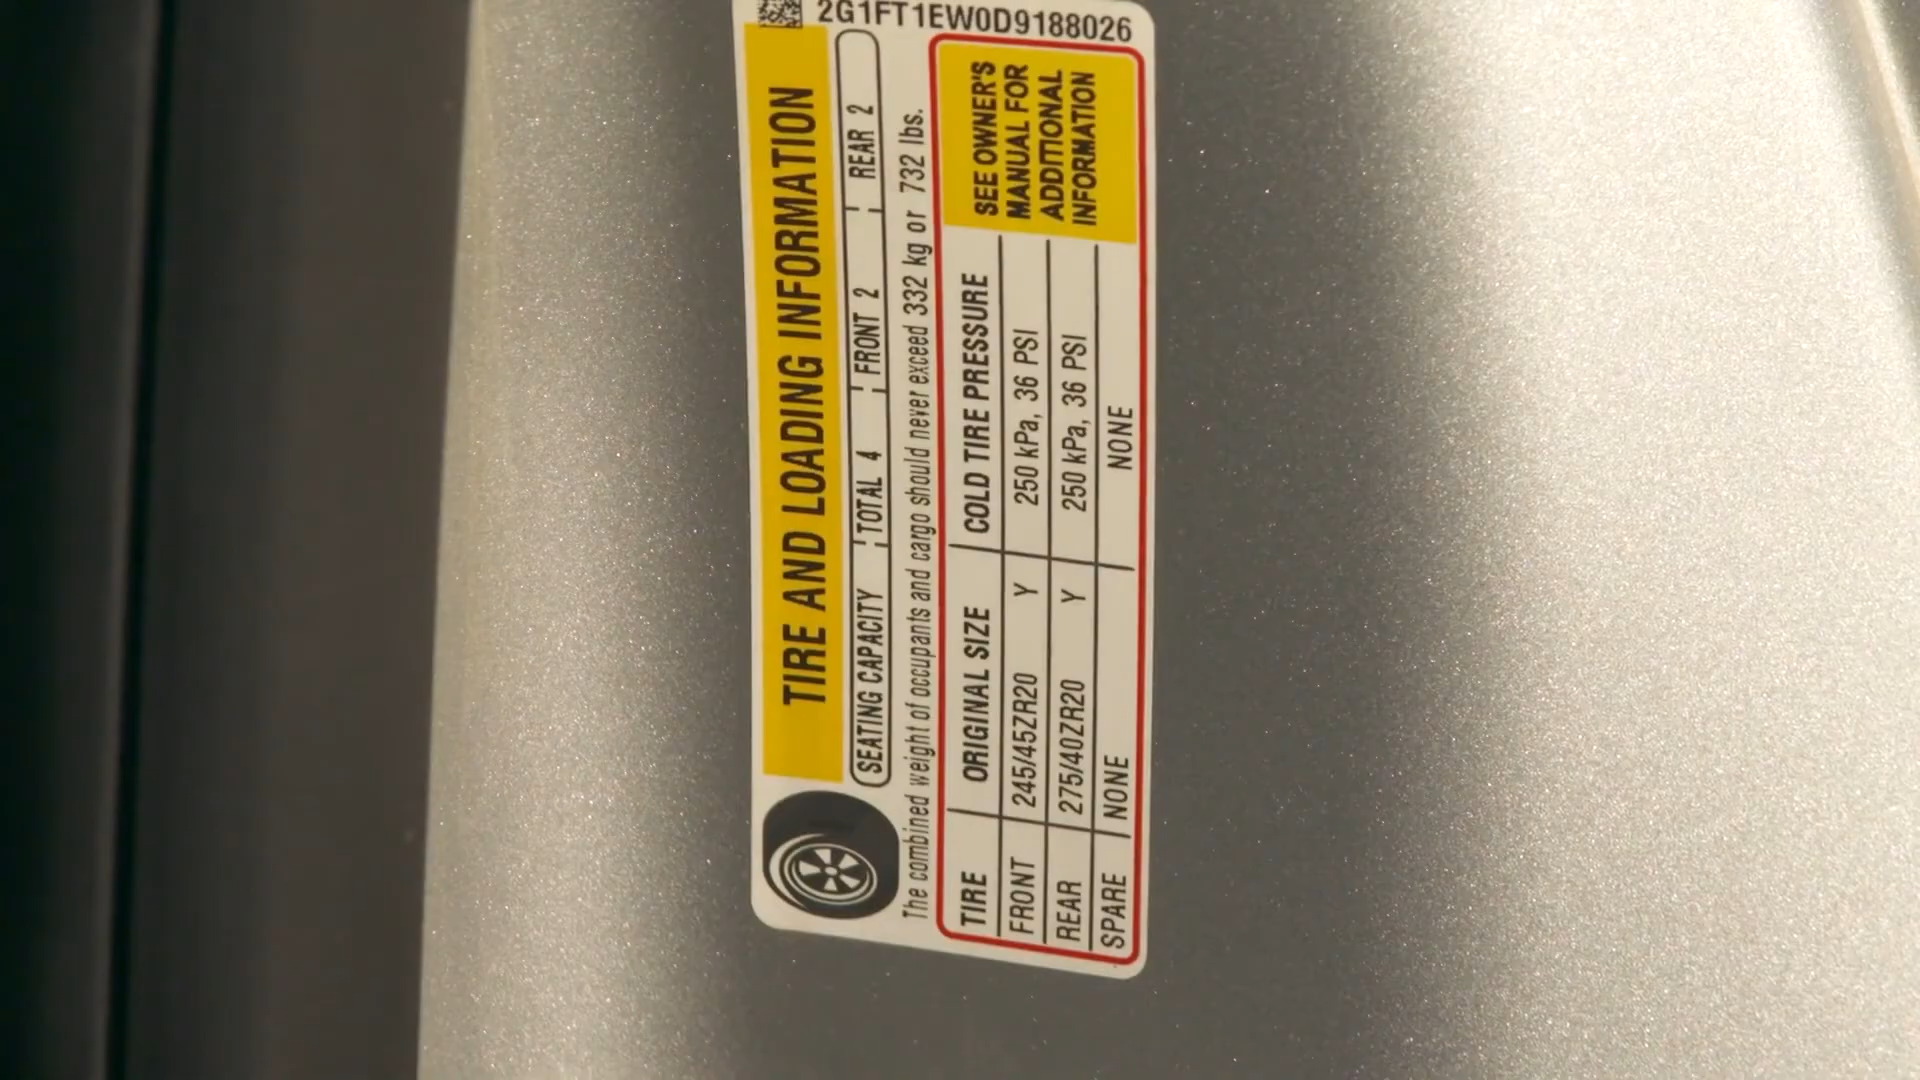 2G1FT1EW0D9188026
TIRE AND LOADING INFORMATION
SEATING CAPACITY TOTAL 4 FRONT 2 REAR 2
The combined weight of occupants and cargo should never exceed 332 kg or 732 lbs.
TIRE ORIGINAL SIZE COLD TIRE PRESSURE
FRONT 245/45ZR20 Y 250 kPa, 36 PSI
REAR 275/40ZR20 Y 250 kPa, 36 PSI
SPARE NONE NONE
SEE OWNER'S
MANUAL FOR
ADDITIONAL
INFORMATION